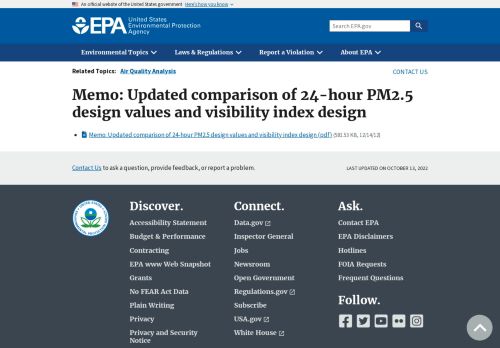 An official website of the United States government Here's how you know
EPA United States
Environmental Protection
Agency
Search EPA.gov
Environmental Topics Laws & Regulations Report a Violation About EPA
Related Topics: Air Quality Analysis
CONTACT US
Memo: Updated comparison of 24-hour PM2.5
design values and visibility index design
Memo: Updated comparison of 24-hour PM2.5 design values and visibility index design (pdf) (581.53 KB, 12/14/12)
Contact Us to ask a question, provide feedback, or report a problem.
LAST UPDATED ON OCTOBER 13, 2022
Discover.
Accessibility Statement
Budget & Performance
Contracting
EPA www Web Snapshot
Grants
No FEAR Act Data
Plain Writing
Privacy
Privacy and Security
Notice
Connect.
Data.gov
Inspector General
Jobs
Newsroom
Open Government
Regulations.gov
Subscribe
USA.gov
White House
Ask.
Contact EPA
EPA Disclaimers
Hotlines
FOIA Requests
Frequent Questions
Follow.